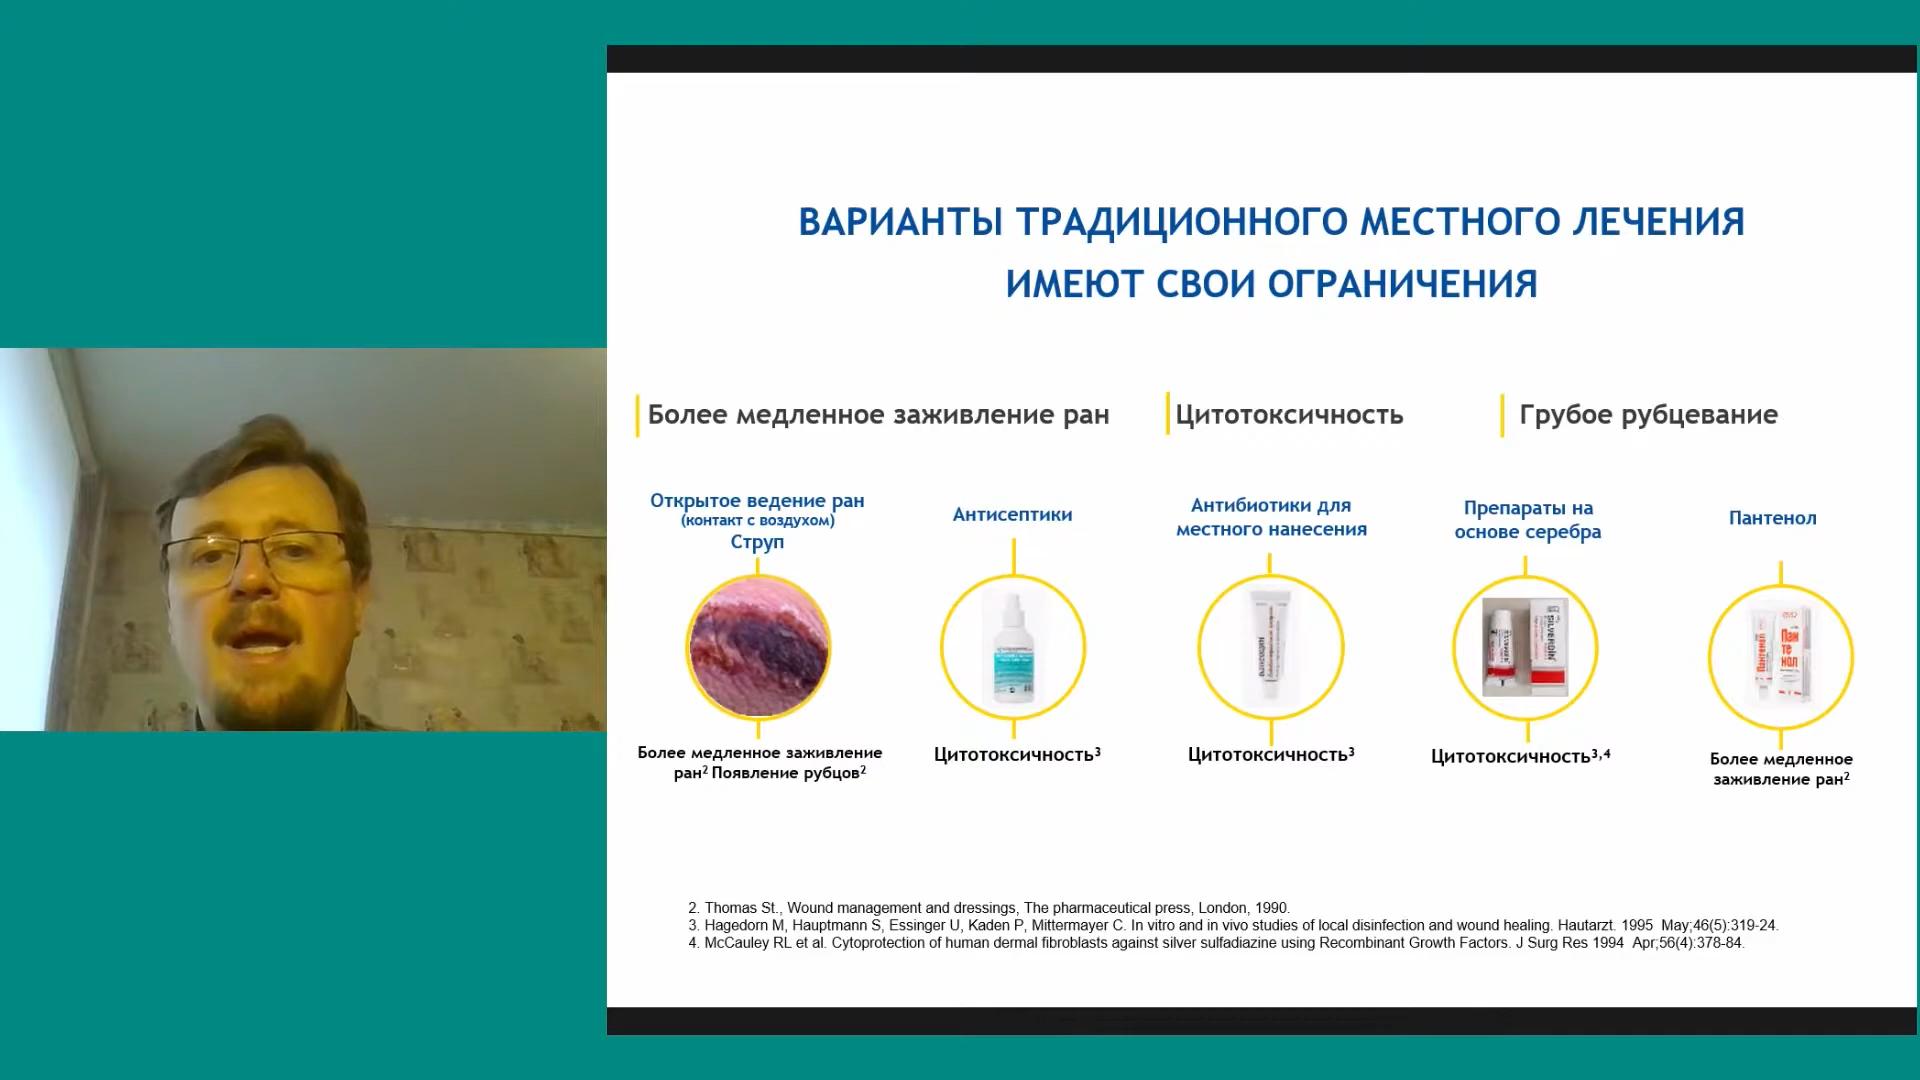 ВАРИАНТЫ ТРАДИЦИОННОГО МЕСТНОГО ЛЕЧЕНИЯ
ИМЕЮТ СВОИ ОГРАНИЧЕНИЯ
Более медленное заживление ран
Цитотоксичность
Грубое рубцевание
Открытое ведение ран
(контакт с воздухом)
Струп
Антисептики
Антибиотики для
местного нанесения
Препараты на
основе серебра
Пантенол
SILVERDIN
Пантенол
Пан
те
нол
Более медленное заживление
ран² Появление рубцов²
Цитотоксичность³
Цитотоксичность³
Цитотоксичность³,⁴
Более медленное
заживление ран²
2. Thomas St., Wound management and dressings, The pharmaceutical press, London, 1990.
3. Hagedorn M, Hauptmann S, Essinger U, Kaden P, Mittermayer C. In vitro and in vivo studies of local disinfection and wound healing. Hautarzt. 1995 May;46(5):319-24.
4. McCauley RL et al. Cytoprotection of human dermal fibroblasts against silver sulfadiazine using Recombinant Growth Factors. J Surg Res 1994 Apr;56(4):378-84.